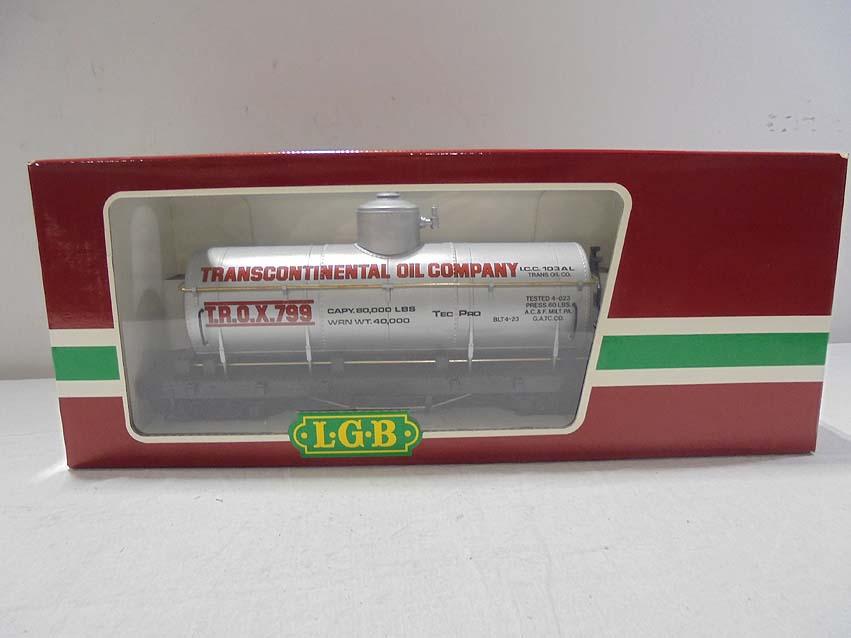 TRANSCONTINENTAL OIL COMPANY
I.C.C. 103 A L
TRANS OIL CO.
T.R.O.X.799
CAPY. 80,000 LBS
WRN WT. 40,000
TEC PRO
BLT 4-23
TESTED 4-023
PRESS. 60 LBS.
A.C.& F. MILT. PA.
G.A.T.C. CO.
L·G·B